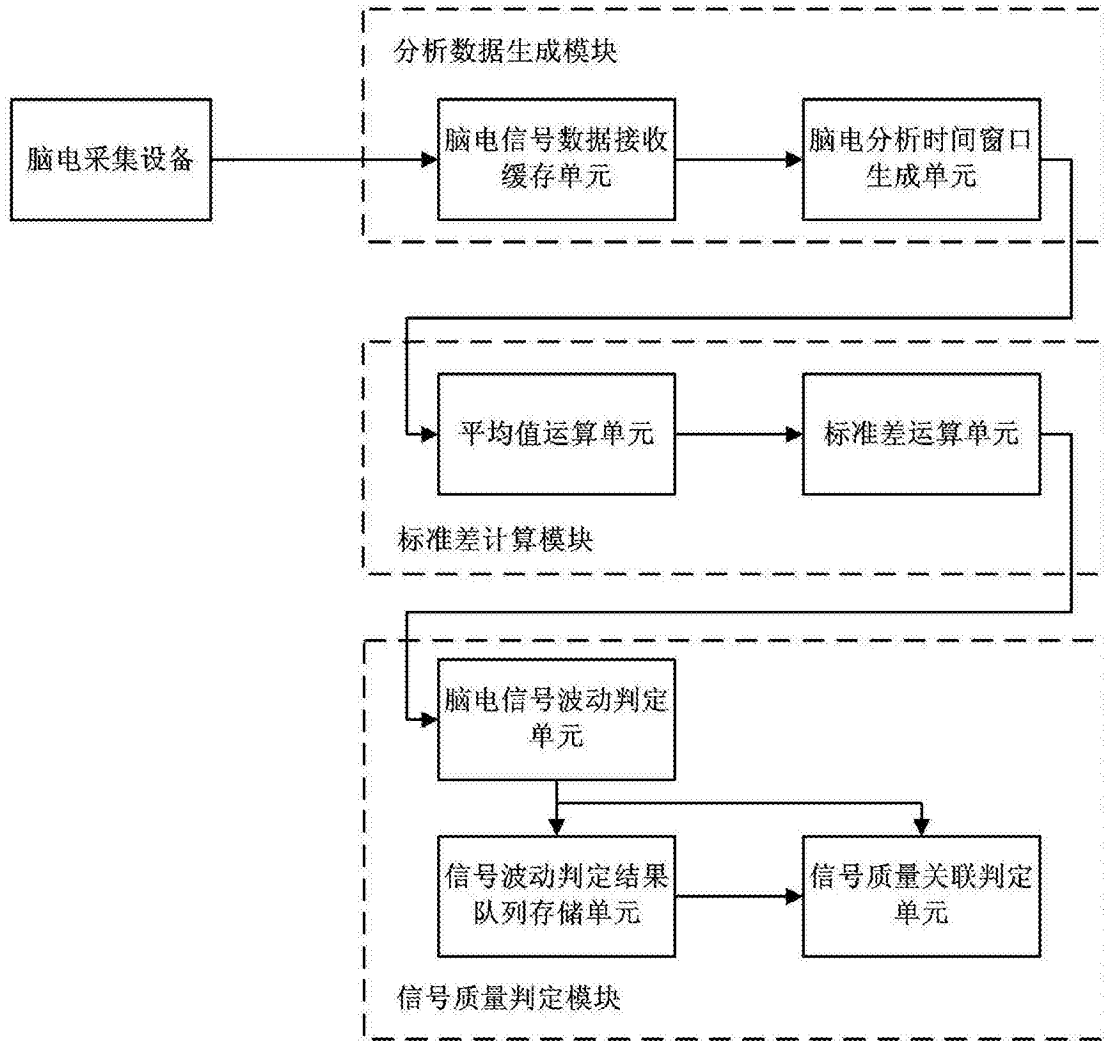 分析数据生成模块
脑电采集设备
脑电信号数据接收
缓存单元
脑电分析时间窗口
生成单元
平均值运算单元
标准差运算单元
标准差计算模块
脑电信号波动判定
单元
信号波动判定结果
队列存储单元
信号质量关联判定
单元
信号质量判定模块